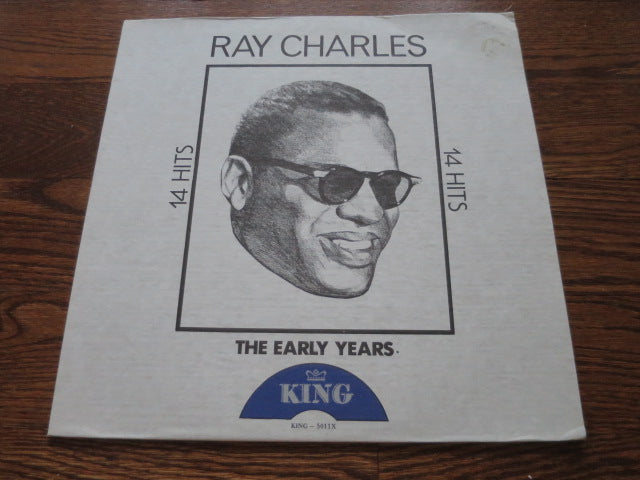 RAY CHARLES
14 HITS
14 HITS
THE EARLY YEARS.
KING
KING - 5011X